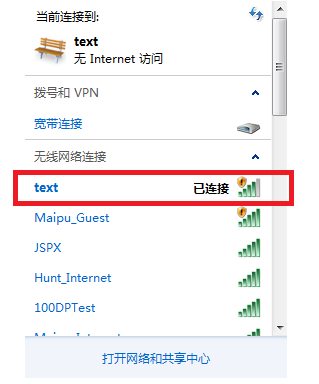 当前连接到:
text
无 Internet 访问
拨号和 VPN
宽带连接
无线网络连接
text 已连接
Maipu_Guest
JSPX
Hunt_Internet
100DPTest
打开网络和共享中心